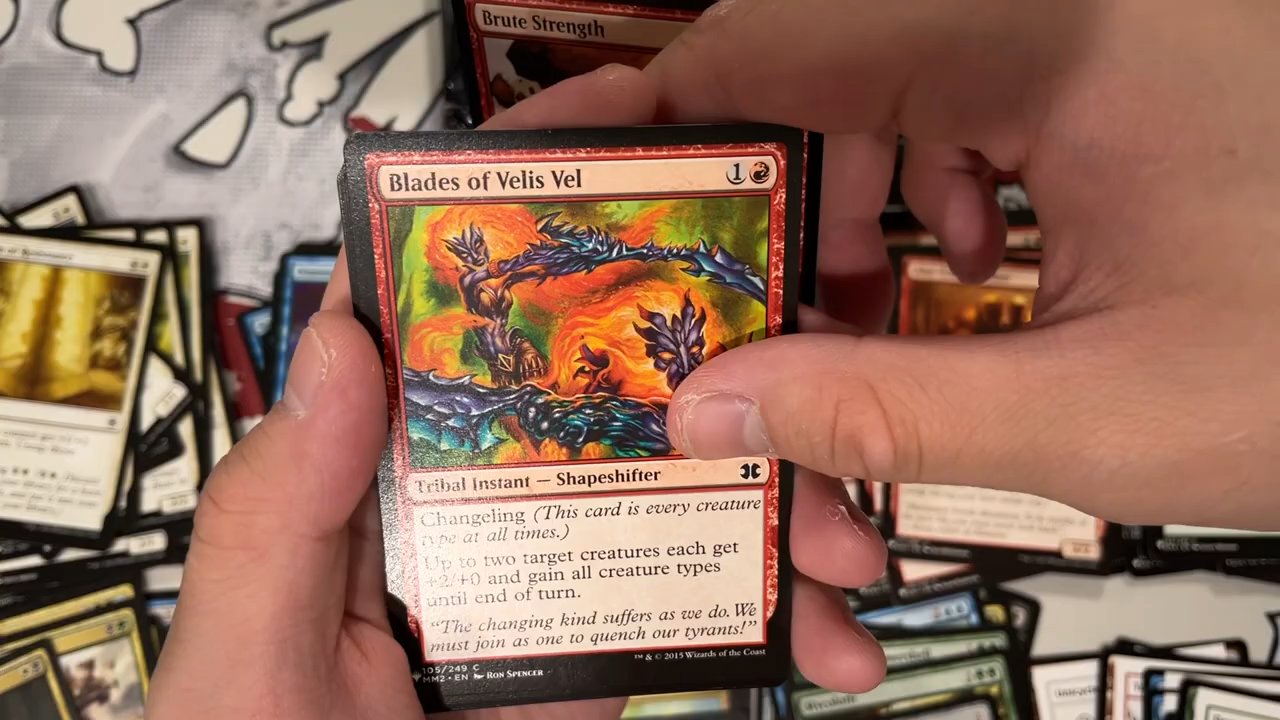 Brute Strength
Blades of Velis Vel 1
Tribal Instant — Shapeshifter
Changeling (This card is every creature
type at all times.)
Up to two target creatures each get
+2/+0 and gain all creature types
until end of turn.
"The changing kind suffers as we do. We
must join as one to quench our tyrants!"
105/249 C
MM2 • EN Ron Spencer
™ & © 2015 Wizards of the Coast